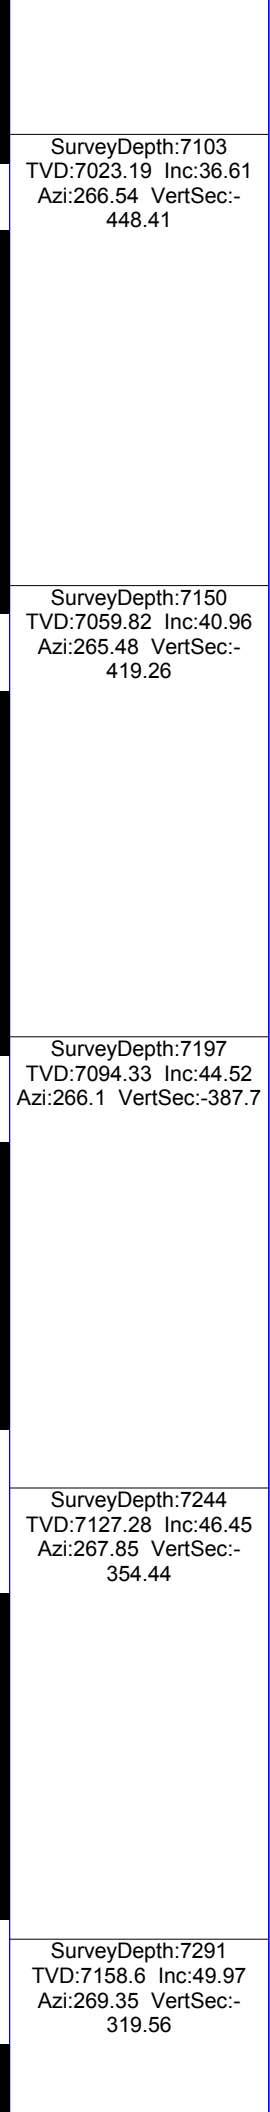 SurveyDepth:7103
TVD:7023.19 Inc:36.61
Azi:266.54 VertSec:-
448.41
SurveyDepth:7150
TVD:7059.82 Inc:40.96
Azi:265.48 VertSec:-
419.26
SurveyDepth:7197
TVD:7094.33 Inc:44.52
Azi:266.1 VertSec:-387.7
SurveyDepth:7244
TVD:7127.28 Inc:46.45
Azi:267.85 VertSec:-
354.44
SurveyDepth:7291
TVD:7158.6 Inc:49.97
Azi:269.35 VertSec:-
319.56